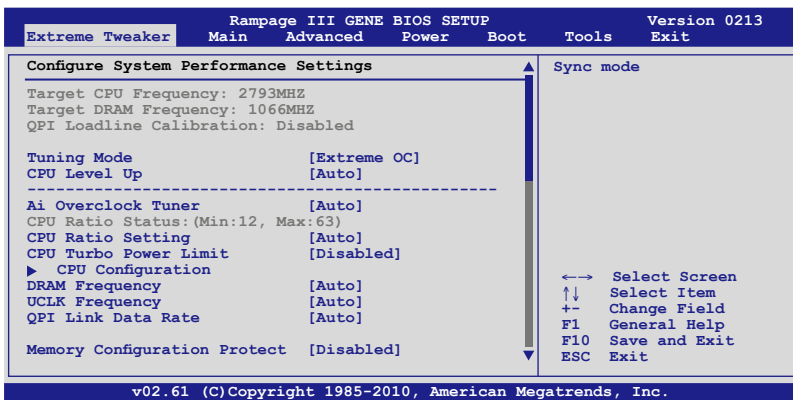 Rampage III GENE BIOS SETUP Version 0213
Extreme Tweaker Main Advanced Power Boot Tools Exit
Configure System Performance Settings
Target CPU Frequency: 2793MHZ
Target DRAM Frequency: 1066MHZ
QPI Loadline Calibration: Disabled
Tuning Mode [Extreme OC]
CPU Level Up [Auto]
--------------------------------------------------
Ai Overclock Tuner [Auto]
CPU Ratio Status:(Min:12, Max:63)
CPU Ratio Setting [Auto]
CPU Turbo Power Limit [Disabled]
▶ CPU Configuration
DRAM Frequency [Auto]
UCLK Frequency [Auto]
QPI Link Data Rate [Auto]
Memory Configuration Protect [Disabled]
Sync mode
←→ Select Screen
↑↓ Select Item
+- Change Field
F1 General Help
F10 Save and Exit
ESC Exit
v02.61 (C)Copyright 1985-2010, American Megatrends, Inc.